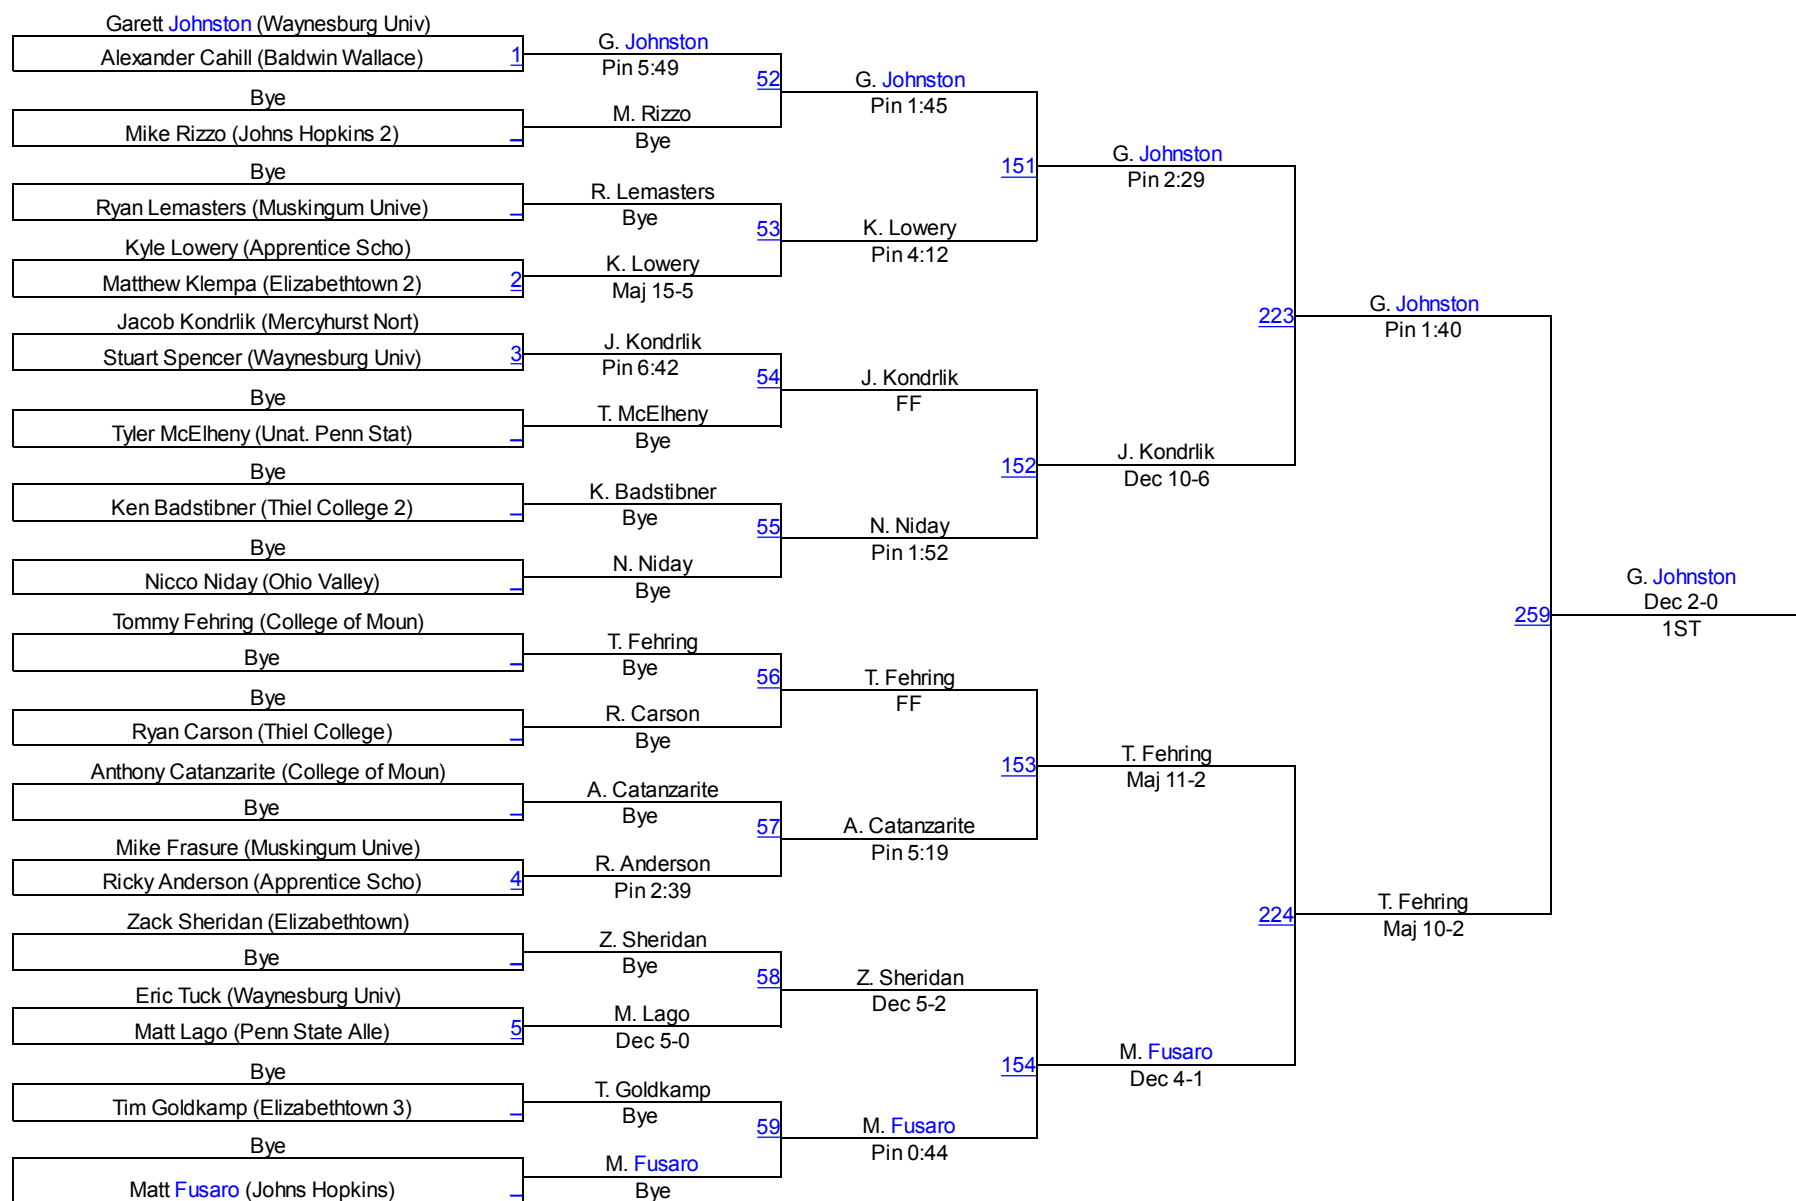 Garett Johnston (Waynesburg Univ)
Alexander Cahill (Baldwin Wallace)
1
Bye
Mike Rizzo (Johns Hopkins 2)
Bye
Ryan Lemasters (Muskingum Unive)
Kyle Lowery (Apprentice Scho)
Matthew Klempa (Elizabethtown 2)
2
Jacob Kondrlik (Mercyhurst Nort)
Stuart Spencer (Waynesburg Univ)
3
Bye
Tyler McElheny (Unat. Penn Stat)
Bye
Ken Badstibner (Thiel College 2)
Bye
Nicco Niday (Ohio Valley)
Tommy Fehring (College of Moun)
Bye
Bye
Ryan Carson (Thiel College)
Anthony Catanzarite (College of Moun)
Bye
Mike Frasure (Muskingum Unive)
Ricky Anderson (Apprentice Scho)
4
Zack Sheridan (Elizabethtown)
Bye
Eric Tuck (Waynesburg Univ)
Matt Lago (Penn State Alle)
5
Bye
Tim Goldkamp (Elizabethtown 3)
Bye
Matt Fusaro (Johns Hopkins)
G. Johnston
Pin 5:49
52
M. Rizzo
Bye
R. Lemasters
Bye
53
K. Lowery
Maj 15-5
J. Kondrlik
Pin 6:42
54
T. McElheny
Bye
K. Badstibner
Bye
55
N. Niday
Bye
T. Fehring
Bye
56
R. Carson
Bye
A. Catanzarite
Bye
57
R. Anderson
Pin 2:39
Z. Sheridan
Bye
58
M. Lago
Dec 5-0
T. Goldkamp
Bye
59
M. Fusaro
Bye
G. Johnston
Pin 1:45
151
K. Lowery
Pin 4:12
J. Kondrlik
FF
152
N. Niday
Pin 1:52
T. Fehring
FF
153
A. Catanzarite
Pin 5:19
Z. Sheridan
Dec 5-2
154
M. Fusaro
Pin 0:44
G. Johnston
Pin 2:29
223
J. Kondrlik
Dec 10-6
T. Fehring
Maj 11-2
224
M. Fusaro
Dec 4-1
G. Johnston
Pin 1:40
259
T. Fehring
Maj 10-2
G. Johnston
Dec 2-0
1ST